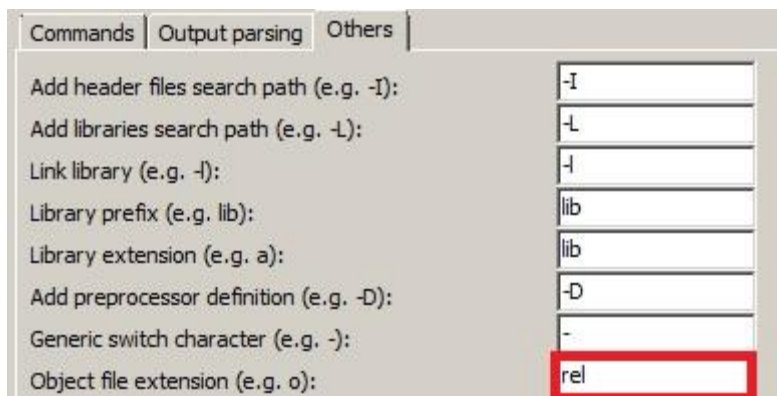 Commands Output parsing Others
Add header files search path (e.g. -I): -I
Add libraries search path (e.g. -L): -L
Link library (e.g. -l): -l
Library prefix (e.g. lib): lib
Library extension (e.g. a): lib
Add preprocessor definition (e.g. -D): -D
Generic switch character (e.g. -): -
Object file extension (e.g. o): rel